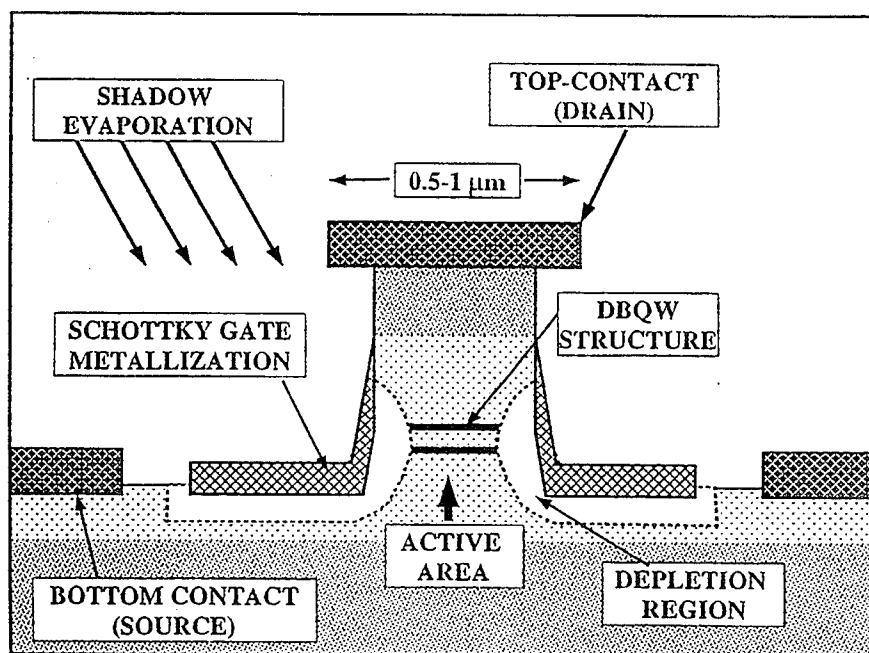 SHADOW
EVAPORATION
TOP-CONTACT
(DRAIN)
0.5-1 μm
SCHOTTKY GATE
METALLIZATION
DBQW
STRUCTURE
ACTIVE
AREA
BOTTOM CONTACT
(SOURCE)
DEPLETION
REGION